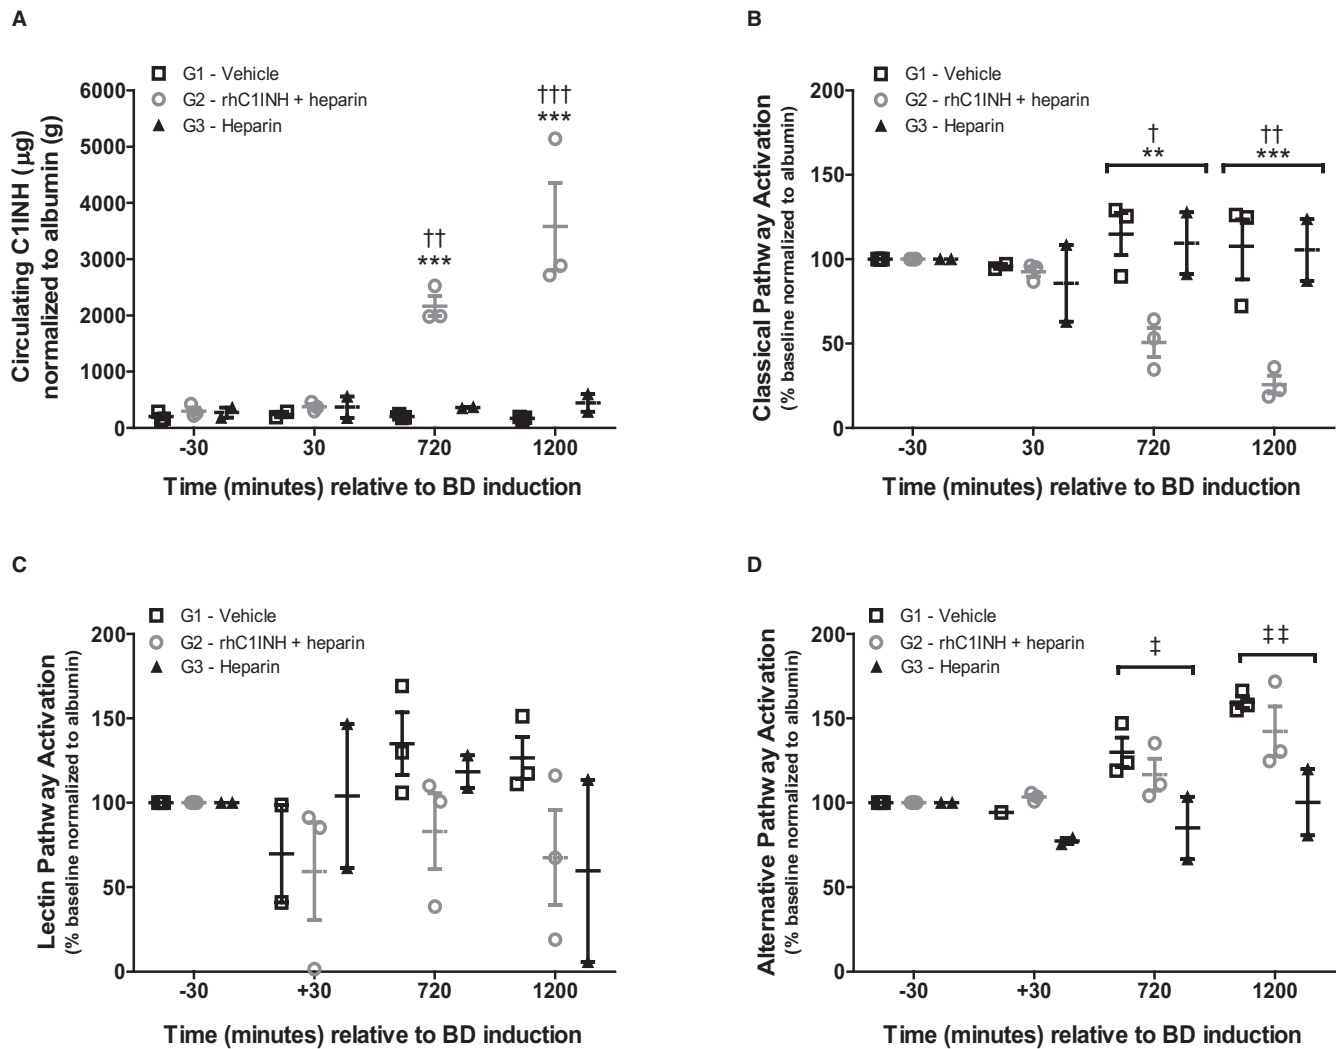 A
G1 - Vehicle
G2 - rhC1INH + heparin
G3 - Heparin
Circulating C1INH (µg)
normalized to albumin (g)
6000
5000
4000
3000
2000
1000
0
††
***
†††
***
-30 30 720 1200
Time (minutes) relative to BD induction
B
G1 - Vehicle
G2 - rhC1INH + heparin
G3 - Heparin
Classical Pathway Activation
(% baseline normalized to albumin)
200
150
100
50
0
†
**
††
***
-30 30 720 1200
Time (minutes) relative to BD induction
C
G1 - Vehicle
G2 - rhC1INH + heparin
G3 - Heparin
Lectin Pathway Activation
(% baseline normalized to albumin)
200
150
100
50
0
-30 +30 720 1200
Time (minutes) relative to BD induction
D
G1 - Vehicle
G2 - rhC1INH + heparin
G3 - Heparin
Alternative Pathway Activation
(% baseline normalized to albumin)
200
150
100
50
0
‡
‡‡
-30 +30 720 1200
Time (minutes) relative to BD induction